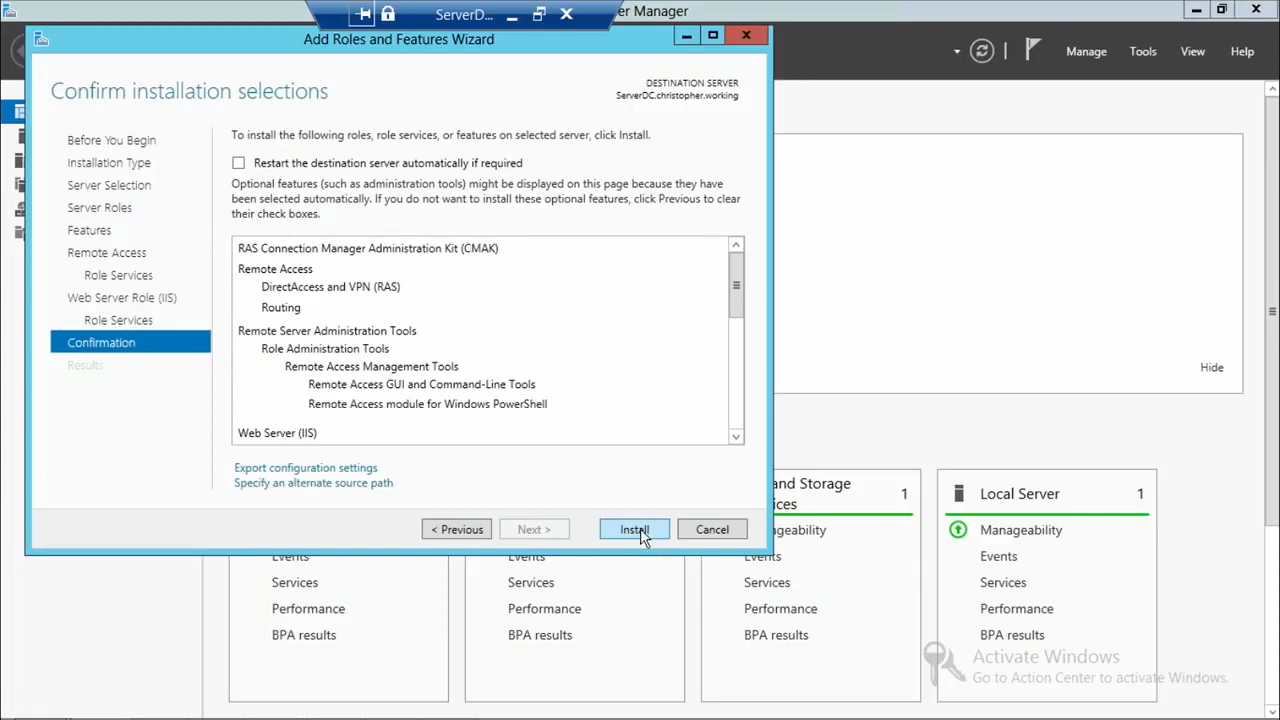 ServerD...
er Manager
Add Roles and Features Wizard
Manage
Tools
View
Help
Confirm installation selections
DESTINATION SERVER
ServerDC.christopher.working
Before You Begin
Installation Type
Server Selection
Server Roles
Features
Remote Access
Role Services
Web Server Role (IIS)
Role Services
Confirmation
Results
To install the following roles, role services, or features on selected server, click Install.
Restart the destination server automatically if required
Optional features (such as administration tools) might be displayed on this page because they have
been selected automatically. If you do not want to install these optional features, click Previous to clear
their check boxes.
RAS Connection Manager Administration Kit (CMAK)
Remote Access
DirectAccess and VPN (RAS)
Routing
Remote Server Administration Tools
Role Administration Tools
Remote Access Management Tools
Remote Access GUI and Command-Line Tools
Remote Access module for Windows PowerShell
Web Server (IIS)
Export configuration settings
Specify an alternate source path
< Previous
Next >
Install
Cancel
Hide
Events
Services
Performance
BPA results
Events
Services
Performance
BPA results
and Storage
ices
1
nageability
Events
Services
Performance
BPA results
Local Server
1
Manageability
Events
Services
Performance
BPA results
Activate Windows
Go to Action Center to activate Windows.